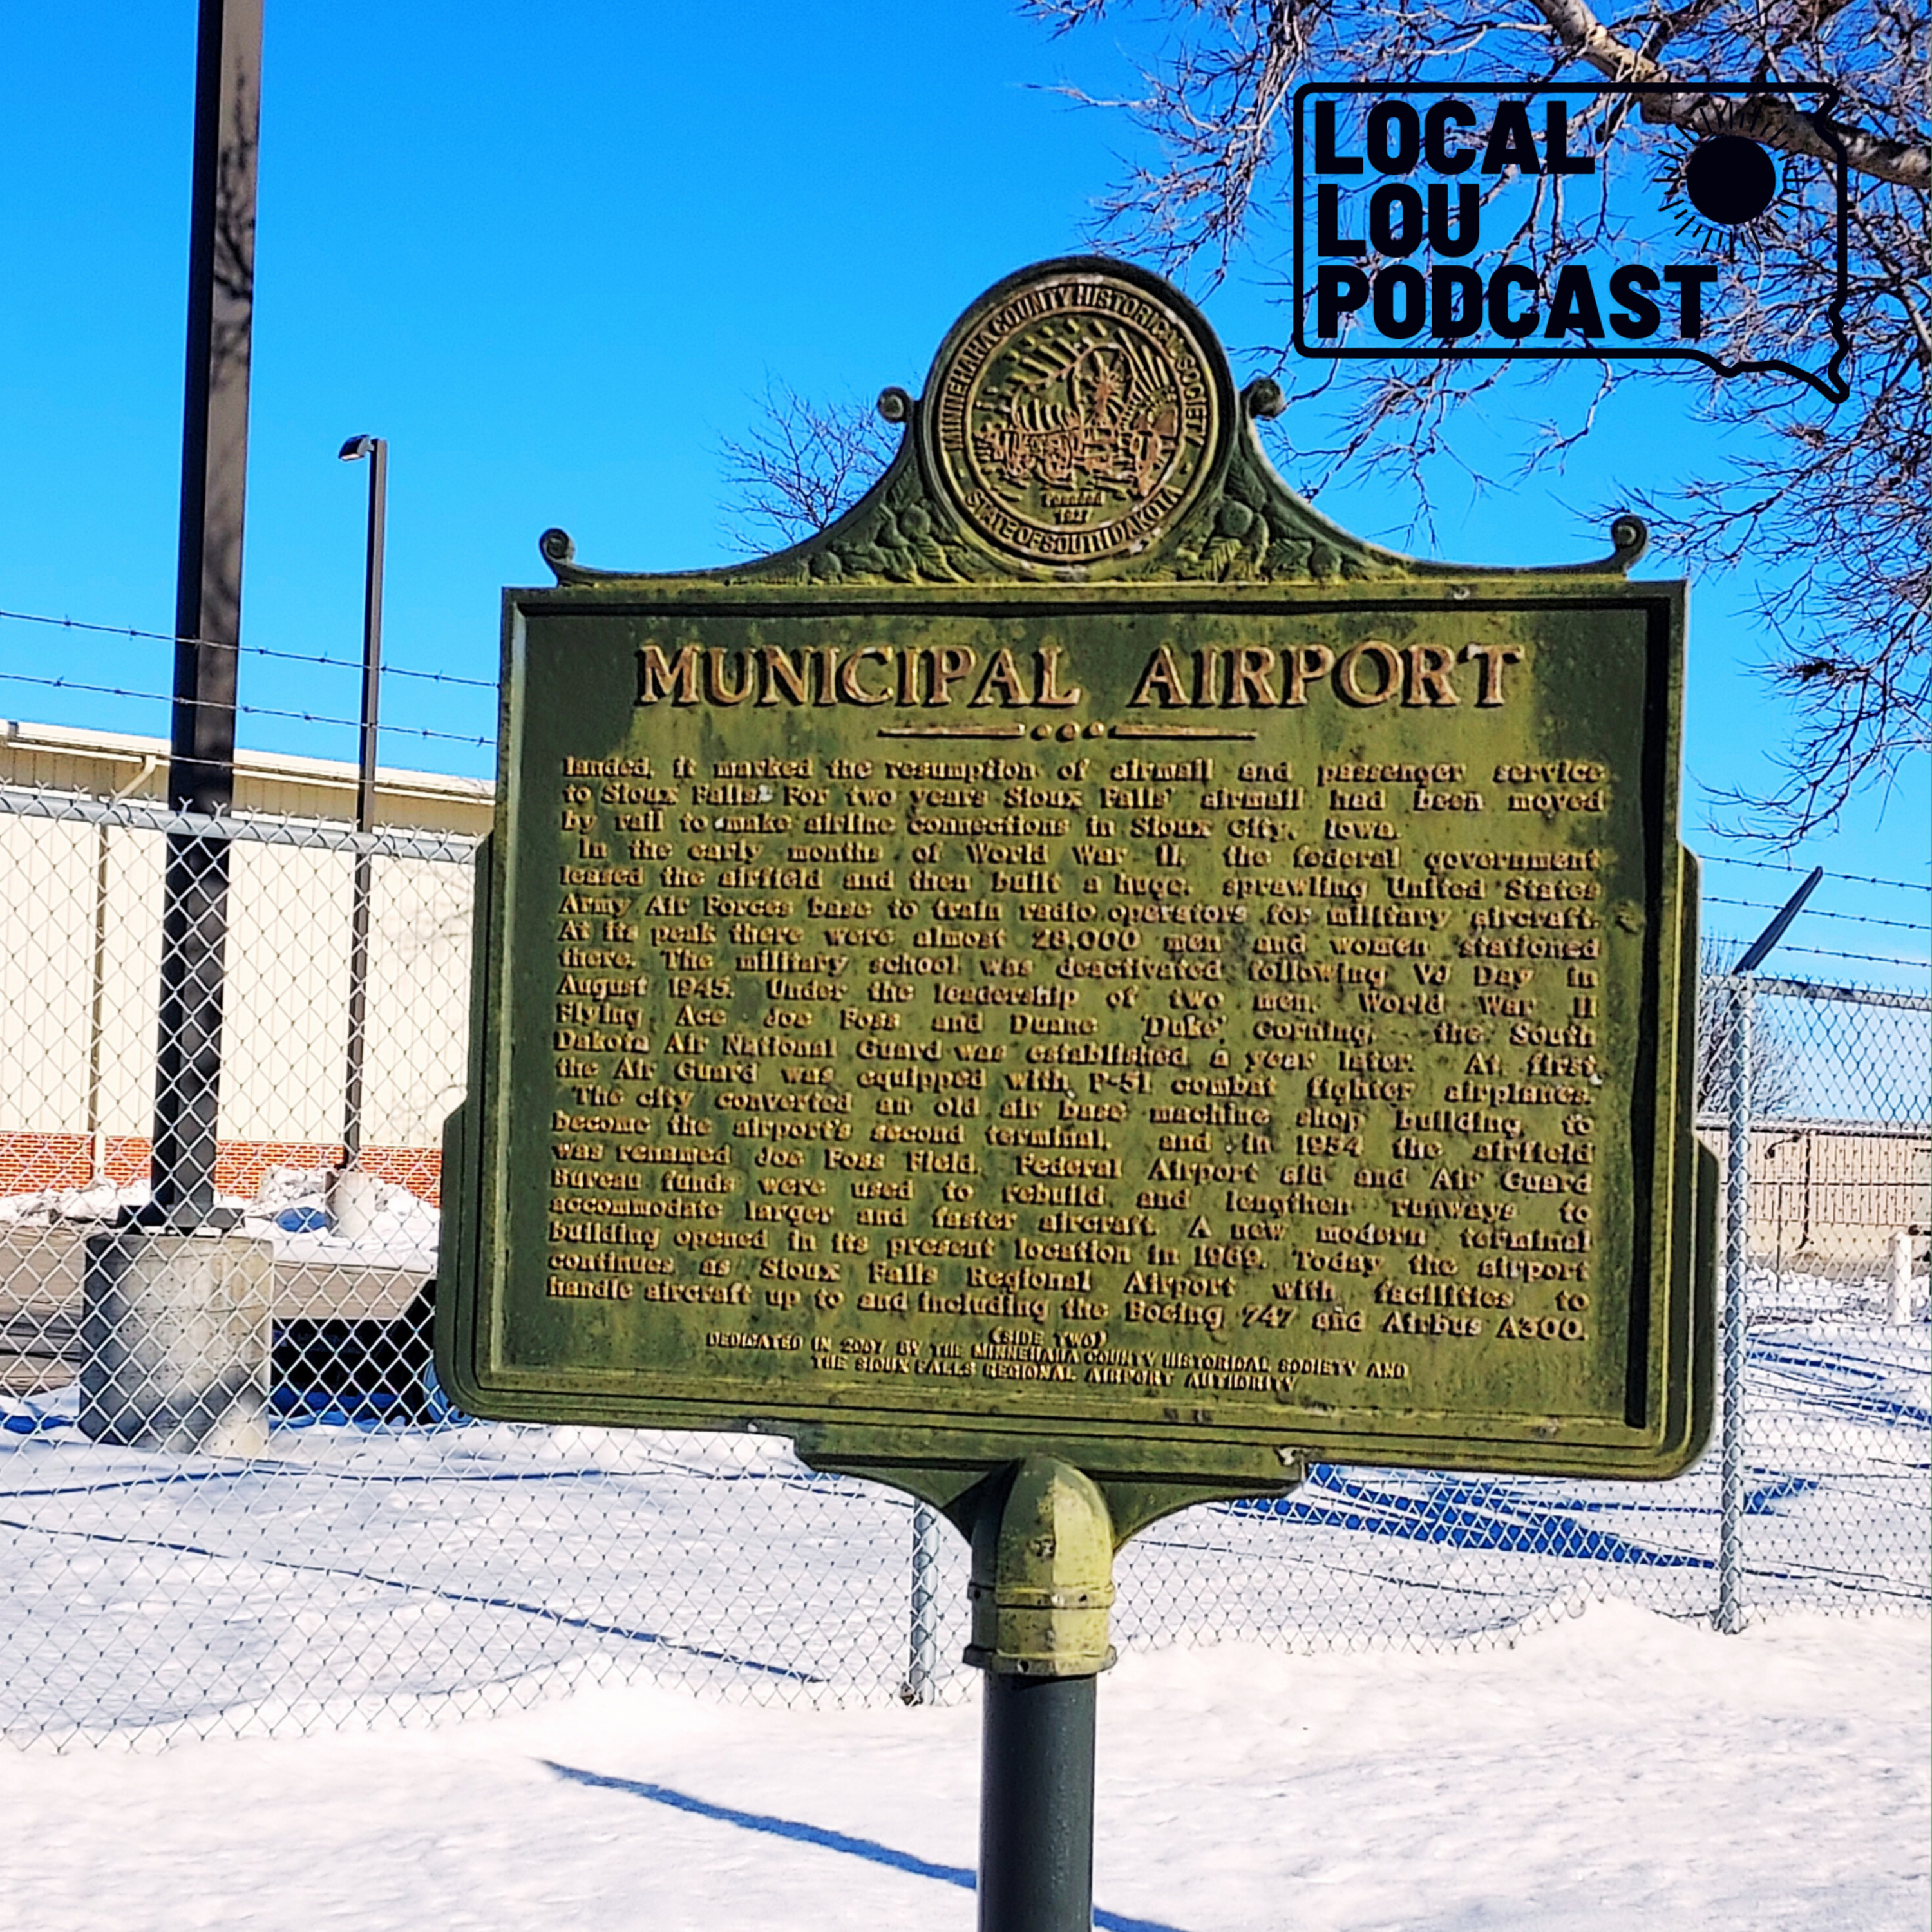 LOCAL
LOU
PODCAST
MINNEHAHA COUNTY HISTORICAL SOCIETY
Founded
1927
STATE OF SOUTH DAKOTA
MUNICIPAL AIRPORT
landed, it marked the resumption of airmail and passenger service
to Sioux Falls. For two years Sioux Falls' airmail had been moved
by rail to make airline connections in Sioux City, Iowa.
In the early months of World War II, the federal government
leased the airfield and then built a huge, sprawling United States
Army Air Forces base to train radio operators for military aircraft.
At its peak there were almost 28,000 men and women stationed
there. The military school was deactivated following VJ Day in
August 1945. Under the leadership of two men, World War II
Flying Ace Joe Foss and Duane 'Duke' Corning, the South
Dakota Air National Guard was established a year later. At first,
the Air Guard was equipped with P-51 combat fighter airplanes.
The city converted an old air base machine shop building to
become the airport's second terminal, and in 1954 the airfield
was renamed Joe Foss Field. Federal Airport aid and Air Guard
Bureau funds were used to rebuild and lengthen runways to
accommodate larger and faster aircraft. A new modern terminal
building opened in its present location in 1969. Today the airport
continues as Sioux Falls Regional Airport with facilities to
handle aircraft up to and including the Boeing 747 and Airbus A300.
(SIDE TWO)
DEDICATED IN 2007 BY THE MINNEHAHA COUNTY HISTORICAL SOCIETY AND
THE SIOUX FALLS REGIONAL AIRPORT AUTHORITY